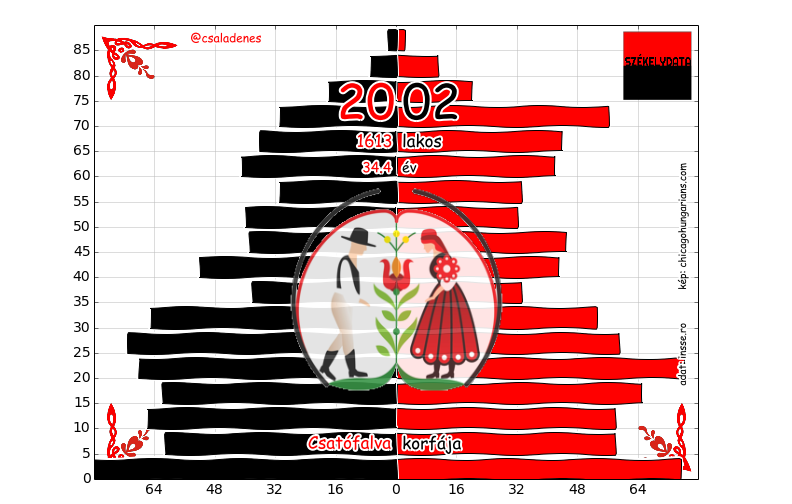 @csaladenes
SZÉKELYDATA
2002
1613 lakos
34.4 év
kép: chicagohungarians.com
adat: insse.ro
Csatófalva korfája
85
80
75
70
65
60
55
50
45
40
35
30
25
20
15
10
5
0
64 48 32 16 0 16 32 48 64